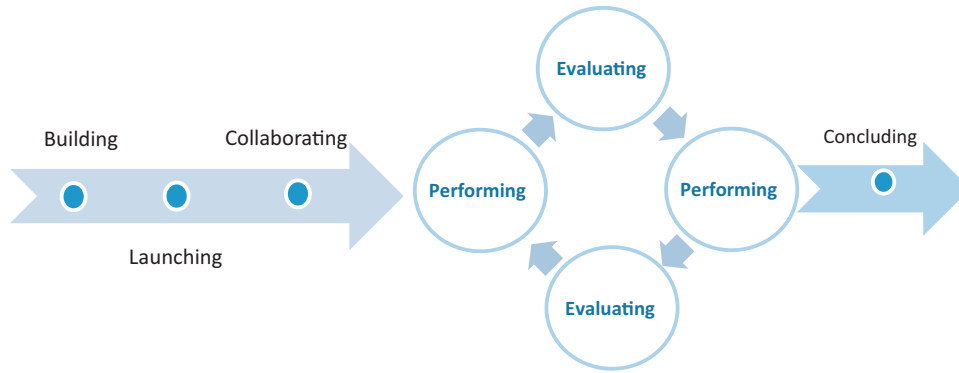 Building
Launching
Collaborating
Performing
Evaluating
Performing
Evaluating
Concluding